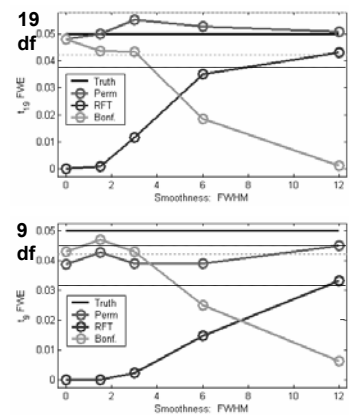 19
df
0.05
0.04
0.03
0.02
0.01
0
t19 FWE
Truth
Perm
RFT
Bonf.
0 2 4 6 8 10 12
Smoothness: FWHM
9
df
0.05
0.04
0.03
0.02
0.01
0
t9 FWE
Truth
Perm
RFT
Bonf.
0 2 4 6 8 10 12
Smoothness: FWHM